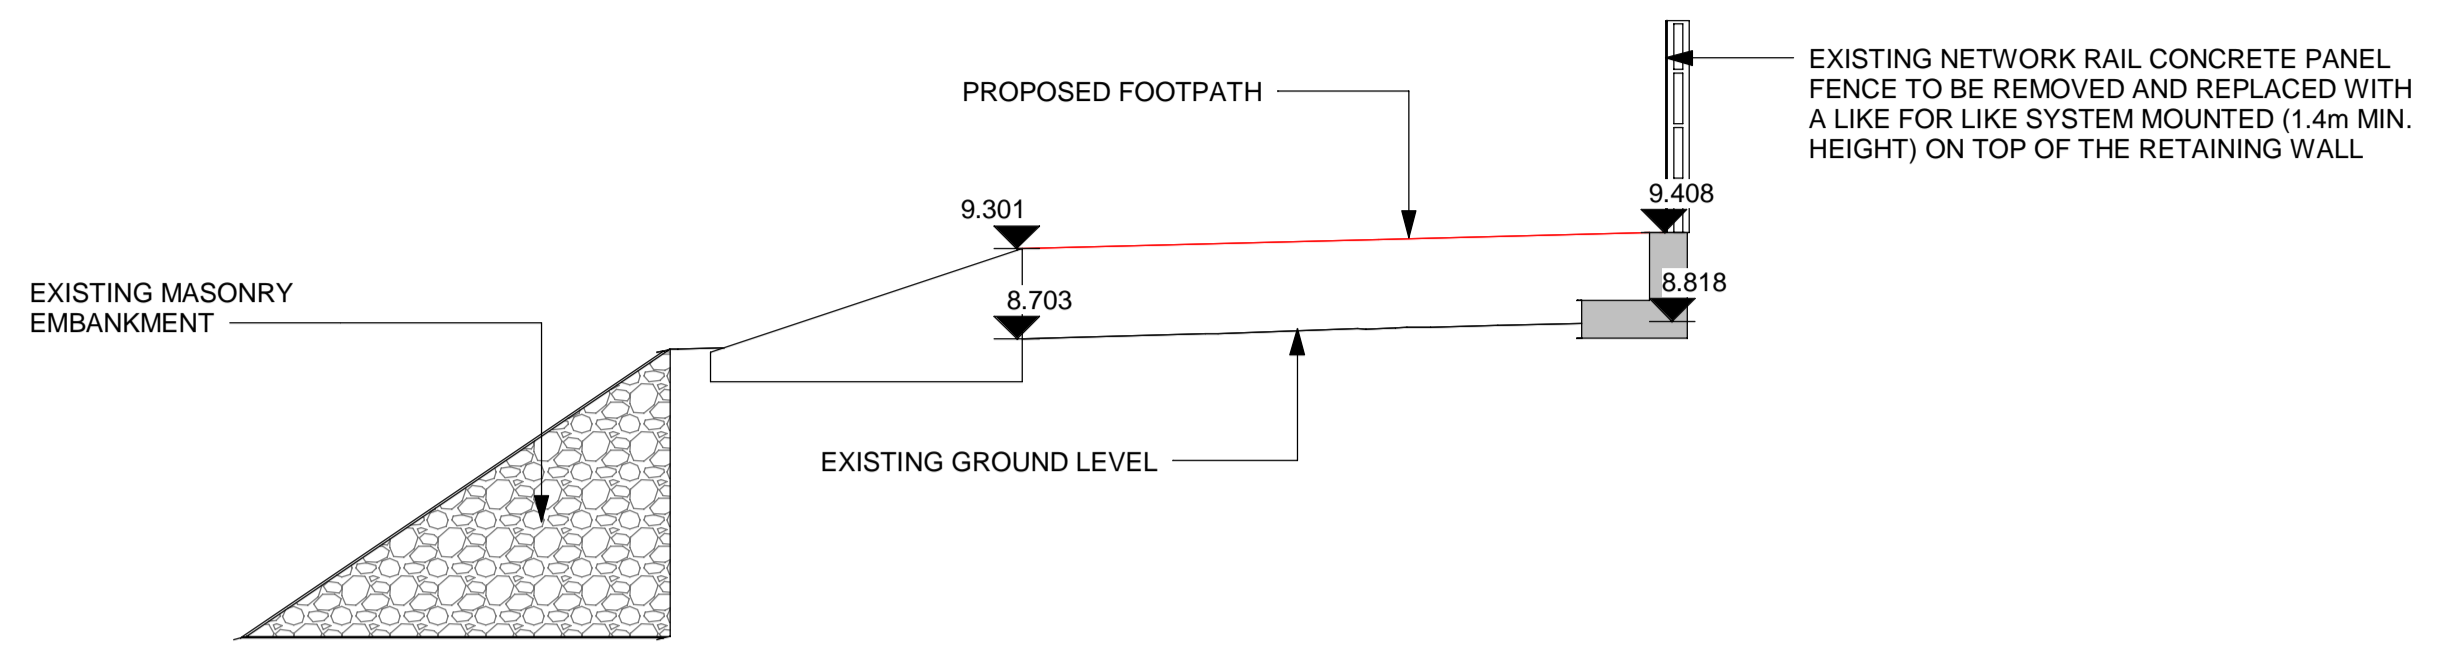 EXISTING NETWORK RAIL CONCRETE PANEL
FENCE TO BE REMOVED AND REPLACED WITH
A LIKE FOR LIKE SYSTEM MOUNTED (1.4m MIN.
HEIGHT) ON TOP OF THE RETAINING WALL
PROPOSED FOOTPATH
9.408
9.301
8.818
8.703
EXISTING MASONRY
EMBANKMENT
EXISTING GROUND LEVEL